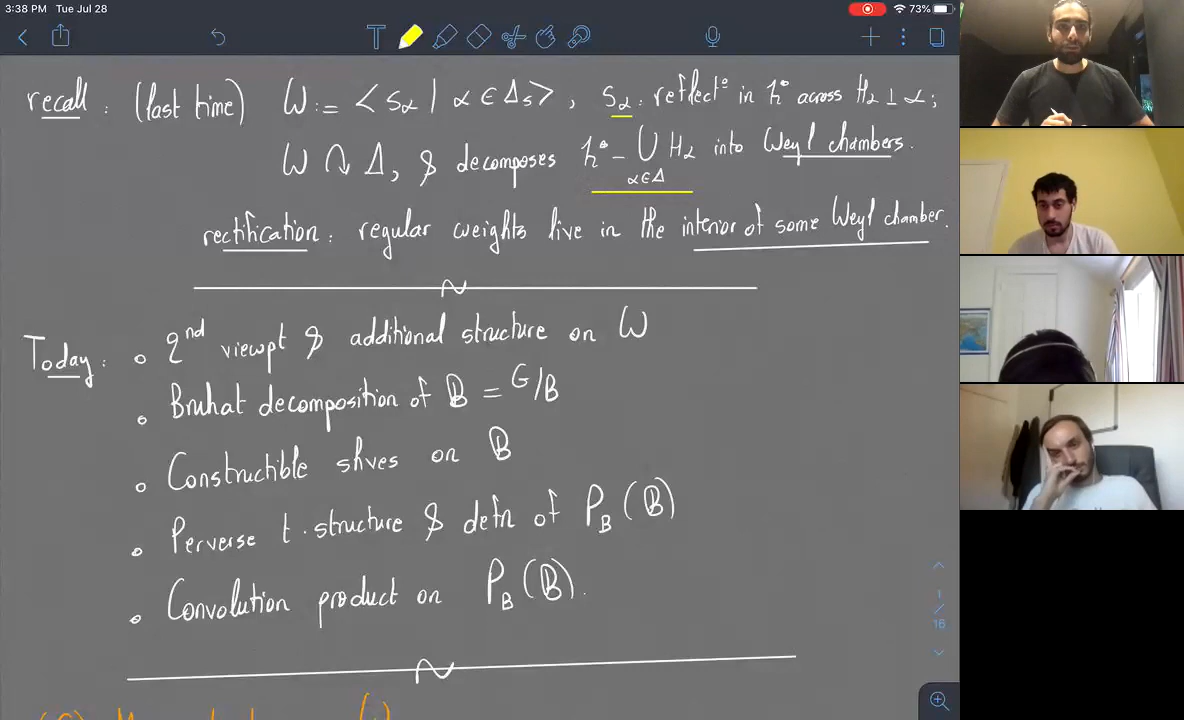 3:38 PM Tue Jul 28
73%
recall : (last time) W := < s_α | α ∈ Δ_s > , s_α : reflect° in h* across H_α ⊥ α ;
W ↷ Δ, & decomposes h* - ∪ H_α into Weyl chambers.
α∈Δ
rectification : regular weights live in the interior of some Weyl chamber.
Today : ∘ 2nd viewpt & additional structure on W
∘ Bruhat decomposition of 𝔹 = G/B
∘ Constructible shves on 𝔹
∘ Perverse t-structure & defn of P_B (𝔹)
∘ Convolution product on P_B (𝔹).
1
/
16